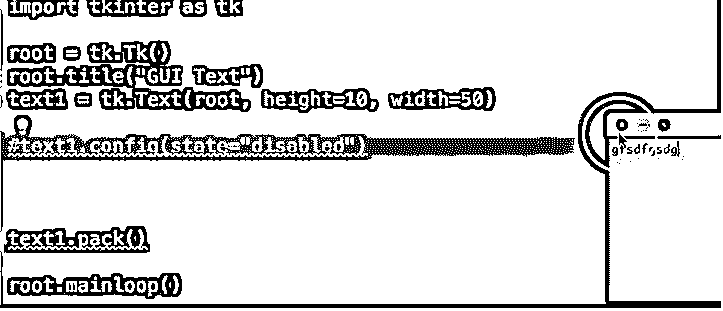 import tkinter as tk
root = tk.Tk()
root.title("GUI Text")
text1 = tk.Text(root, height=10, width=50)
#text1.config(state="disabled")
text1.pack()
root.mainloop()